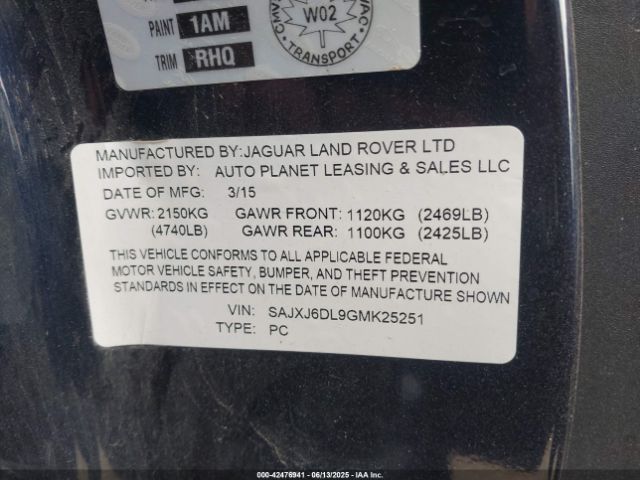 PAINT 1AM
TRIM RHQ
W02
TRANSPORT
MANUFACTURED BY:JAGUAR LAND ROVER LTD
IMPORTED BY: AUTO PLANET LEASING & SALES LLC
DATE OF MFG: 3/15
GVWR: 2150KG GAWR FRONT: 1120KG (2469LB)
(4740LB) GAWR REAR: 1100KG (2425LB)
THIS VEHICLE CONFORMS TO ALL APPLICABLE FEDERAL
MOTOR VEHICLE SAFETY, BUMPER, AND THEFT PREVENTION
STANDARDS IN EFFECT ON THE DATE OF MANUFACTURE SHOWN
VIN: SAJXJ6DL9GMK25251
TYPE: PC
000-42476941 - 06/13/2025 - IAAI.COM